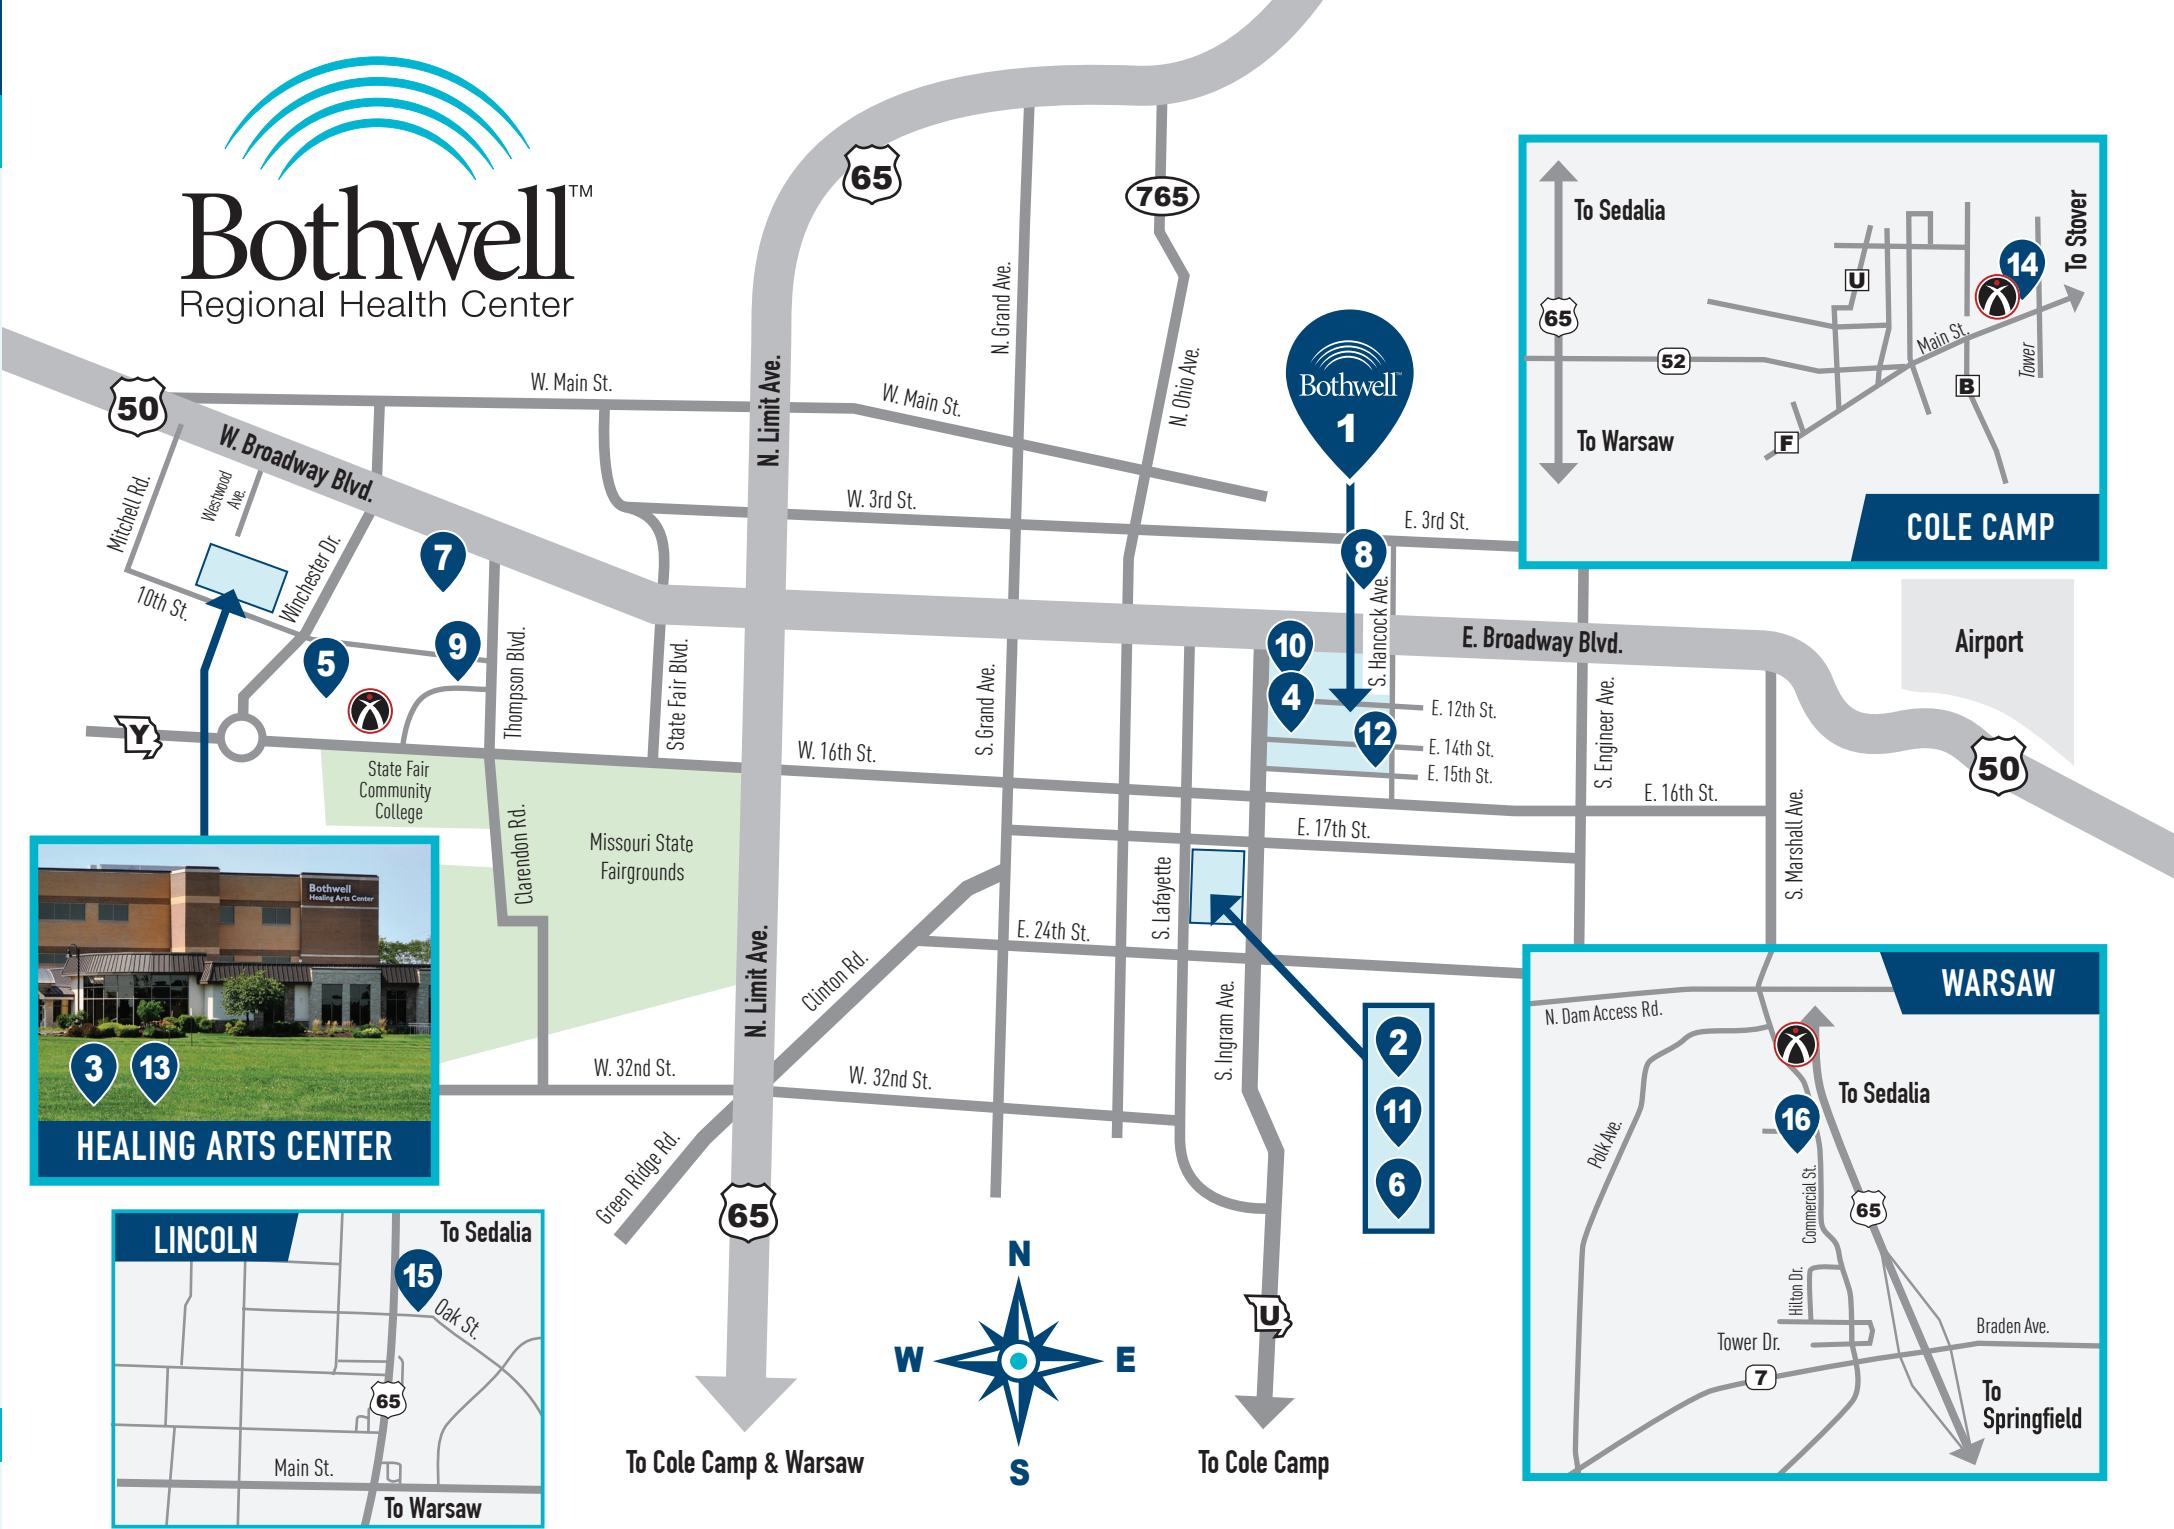 Bothwell™
Regional Health Center
65
765
50
W. Main St.
W. Main St.
N. Limit Ave.
N. Grand Ave.
N. Ohio Ave.
W. Broadway Blvd.
Mitchell Rd.
Westwood
Ave.
Winchester Dr.
10th St.
W. 3rd St.
E. 3rd St.
Bothwell
1
8
7
9
5
10
4
12
S. Hancock Ave.
E. Broadway Blvd.
Airport
50
Thompson Blvd.
State Fair Blvd.
S. Grand Ave.
E. 12th St.
E. 14th St.
E. 15th St.
S. Engineer Ave.
Y
W. 16th St.
E. 16th St.
State Fair
Community
College
Clarendon Rd.
Missouri State
Fairgrounds
E. 17th St.
S. Lafayette
S. Marshall Ave.
E. 24th St.
N. Limit Ave.
Clinton Rd.
S. Ingram Ave.
W. 32nd St.
W. 32nd St.
Green Ridge Rd.
65
2
11
6
U
To Cole Camp & Warsaw
To Cole Camp
N
W
E
S
Bothwell
Healing Arts Center
3
13
HEALING ARTS CENTER
LINCOLN
To Sedalia
15
Oak St.
65
Main St.
To Warsaw
To Sedalia
To Stover
14
U
65
Main St.
52
Tower
B
To Warsaw
F
COLE CAMP
WARSAW
N. Dam Access Rd.
To Sedalia
16
Polk Ave.
Commercial St.
65
Hilton Dr.
Tower Dr.
Braden Ave.
7
To
Springfield